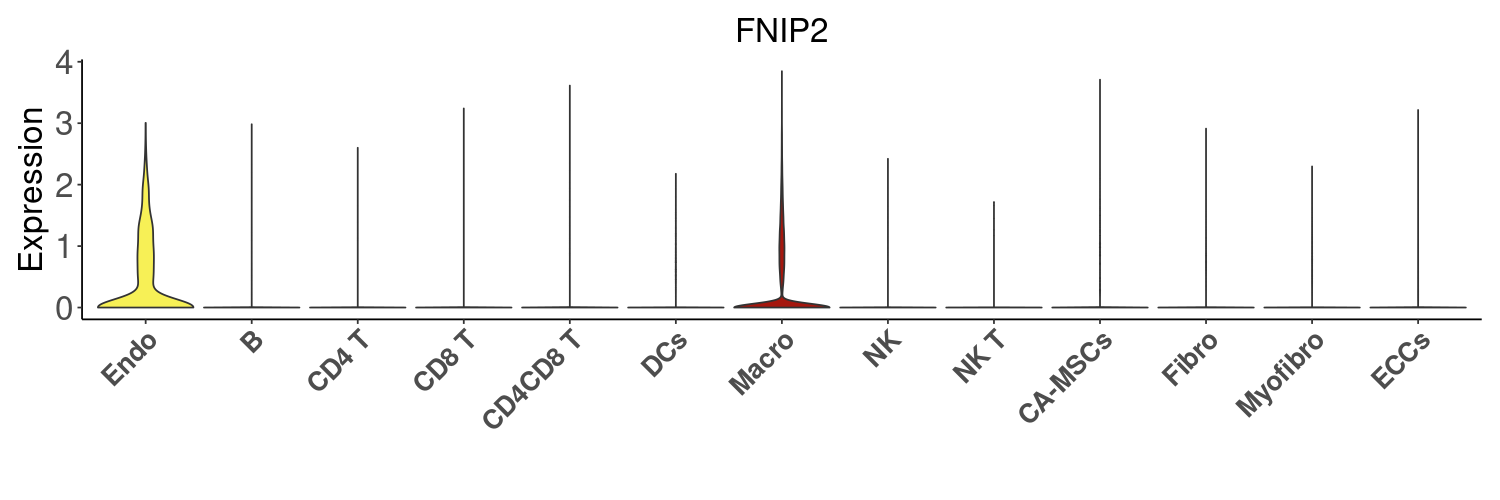 FNIP2
Expression
4
3
2
1
0
Endo
B
CD4 T
CD8 T
CD4CD8 T
DCs
Macro
NK
NK T
CA-MSCs
Fibro
Myofibro
ECCs